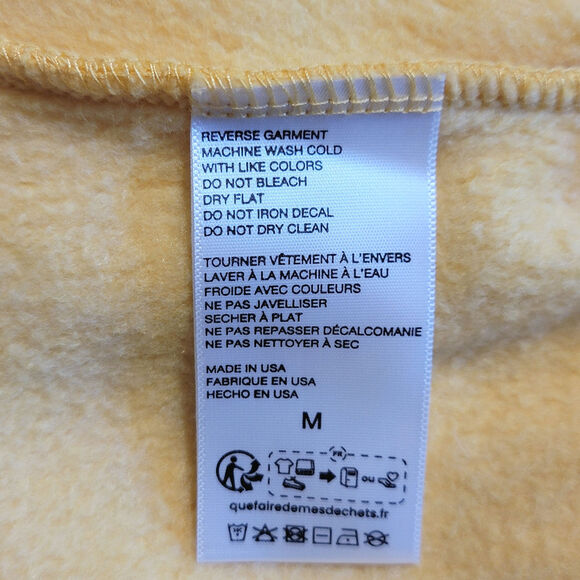 REVERSE GARMENT
MACHINE WASH COLD
WITH LIKE COLORS
DO NOT BLEACH
DRY FLAT
DO NOT IRON DECAL
DO NOT DRY CLEAN
TOURNER VÊTEMENT À L'ENVERS
LAVER À LA MACHINE À L'EAU
FROIDE AVEC COULEURS
NE PAS JAVELLISER
SECHER À PLAT
NE PAS REPASSER DÉCALCOMANIE
NE PAS NETTOYER À SEC
MADE IN USA
FABRIQUE EN USA
HECHO EN USA
M
FR
ou
quefairedemesdechets.fr